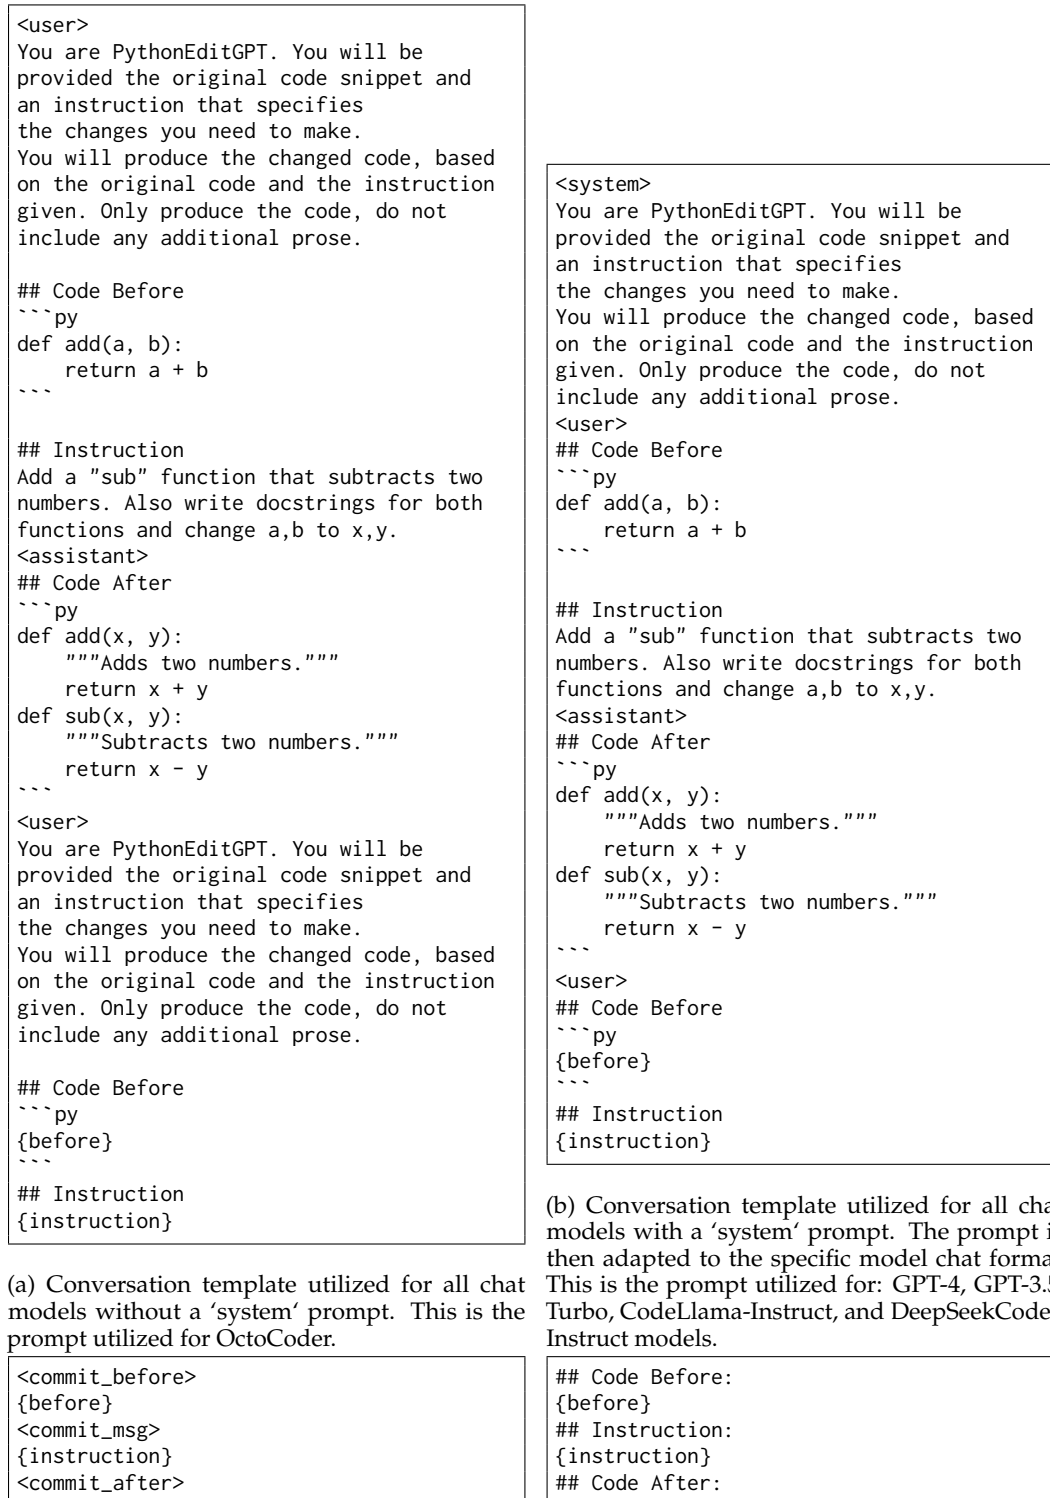 <user>
You are PythonEditGPT. You will be
provided the original code snippet and
an instruction that specifies
the changes you need to make.
You will produce the changed code, based
on the original code and the instruction
given. Only produce the code, do not
include any additional prose.

## Code Before
```py
def add(a, b):
    return a + b
```

## Instruction
Add a "sub" function that subtracts two
numbers. Also write docstrings for both
functions and change a,b to x,y.
<assistant>
## Code After
```py
def add(x, y):
    """Adds two numbers."""
    return x + y
def sub(x, y):
    """Subtracts two numbers."""
    return x - y
```
<user>
You are PythonEditGPT. You will be
provided the original code snippet and
an instruction that specifies
the changes you need to make.
You will produce the changed code, based
on the original code and the instruction
given. Only produce the code, do not
include any additional prose.

## Code Before
```py
{before}
```
## Instruction
{instruction}

(a) Conversation template utilized for all chat
models without a ‘system‘ prompt. This is the
prompt utilized for OctoCoder.

<system>
You are PythonEditGPT. You will be
provided the original code snippet and
an instruction that specifies
the changes you need to make.
You will produce the changed code, based
on the original code and the instruction
given. Only produce the code, do not
include any additional prose.
<user>
## Code Before
```py
def add(a, b):
    return a + b
```

## Instruction
Add a "sub" function that subtracts two
numbers. Also write docstrings for both
functions and change a,b to x,y.
<assistant>
## Code After
```py
def add(x, y):
    """Adds two numbers."""
    return x + y
def sub(x, y):
    """Subtracts two numbers."""
    return x - y
```
<user>
## Code Before
```py
{before}
```
## Instruction
{instruction}

(b) Conversation template utilized for all cha
models with a ‘system‘ prompt. The prompt i
then adapted to the specific model chat forma
This is the prompt utilized for: GPT-4, GPT-3.5
Turbo, CodeLlama-Instruct, and DeepSeekCode
Instruct models.

<commit_before>
{before}
<commit_msg>
{instruction}
<commit_after>

## Code Before:
{before}
## Instruction:
{instruction}
## Code After: